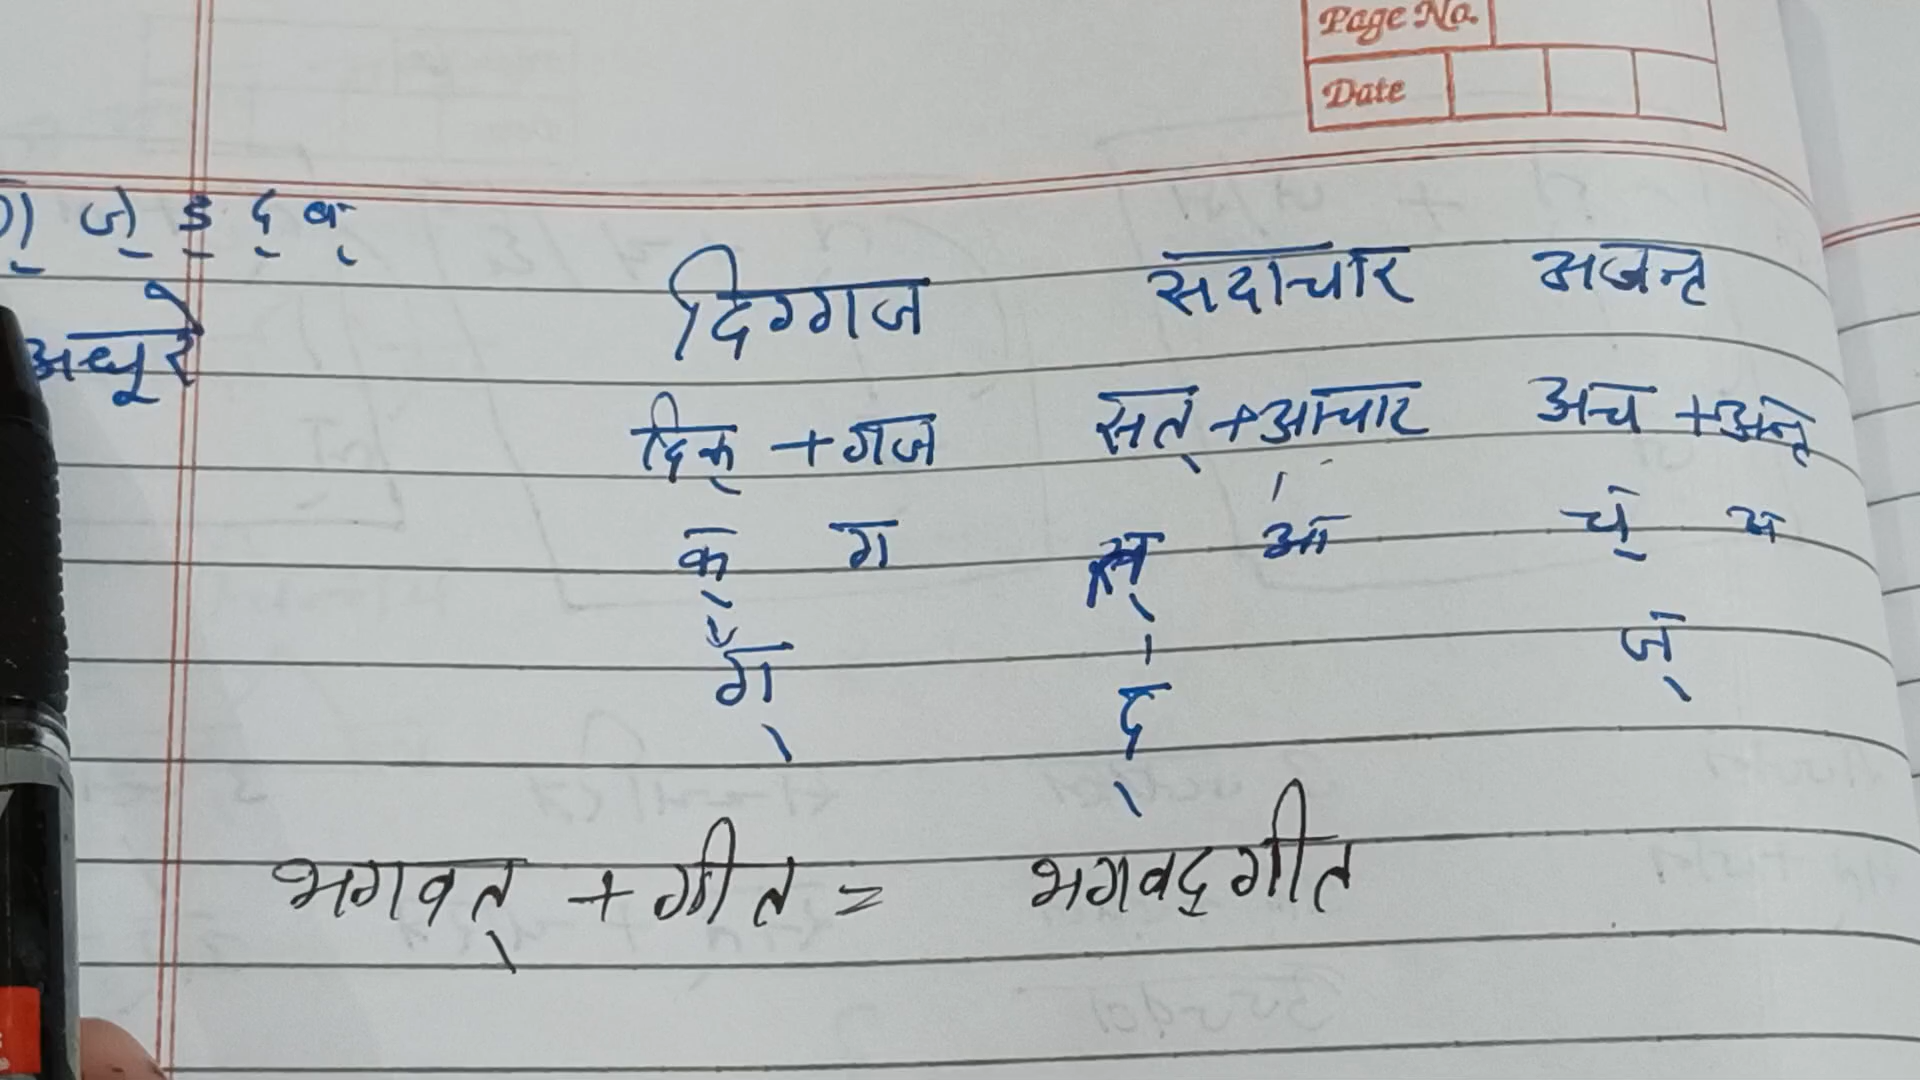 Page No.
Date
ग् ज् ड् द् ब्
अधूरे
दिग्गज सदाचार अजन्त
दिक् + गज सत् + आचार अच + अन्त
क् ग आ च् अ
ग् द् ज्
भगवत् + गीत = भगवद्गीत